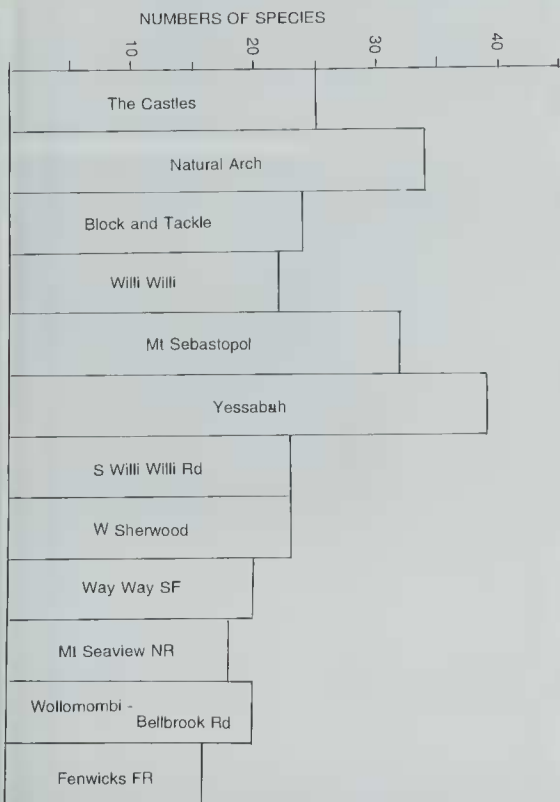 NUMBERS OF SPECIES
10 20 30 40
The Castles
Natural Arch
Block and Tackle
Willi Willi
Mt Sebastopol
Yessabah
S Willi Willi Rd
W Sherwood
Way Way SF
Mt Seaview NR
Wollomombi -
Bellbrook Rd
Fenwicks FR